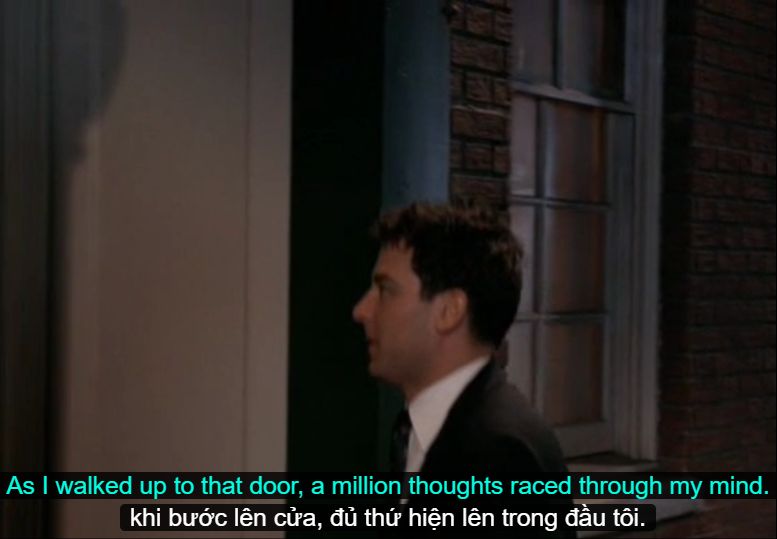 As I walked up to that door, a million thoughts raced through my mind.
khi bước lên cửa, đủ thứ hiện lên trong đầu tôi.